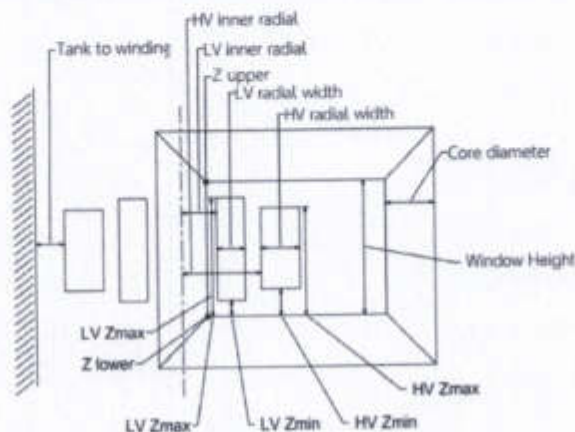 HV inner radial
Tank to winding
LV inner radial
Z upper
LV radial width
HV radial width
Core diameter
Window Height
LV Zmax
Z lower
HV Zmax
LV Zmax
LV Zmin
HV Zmin